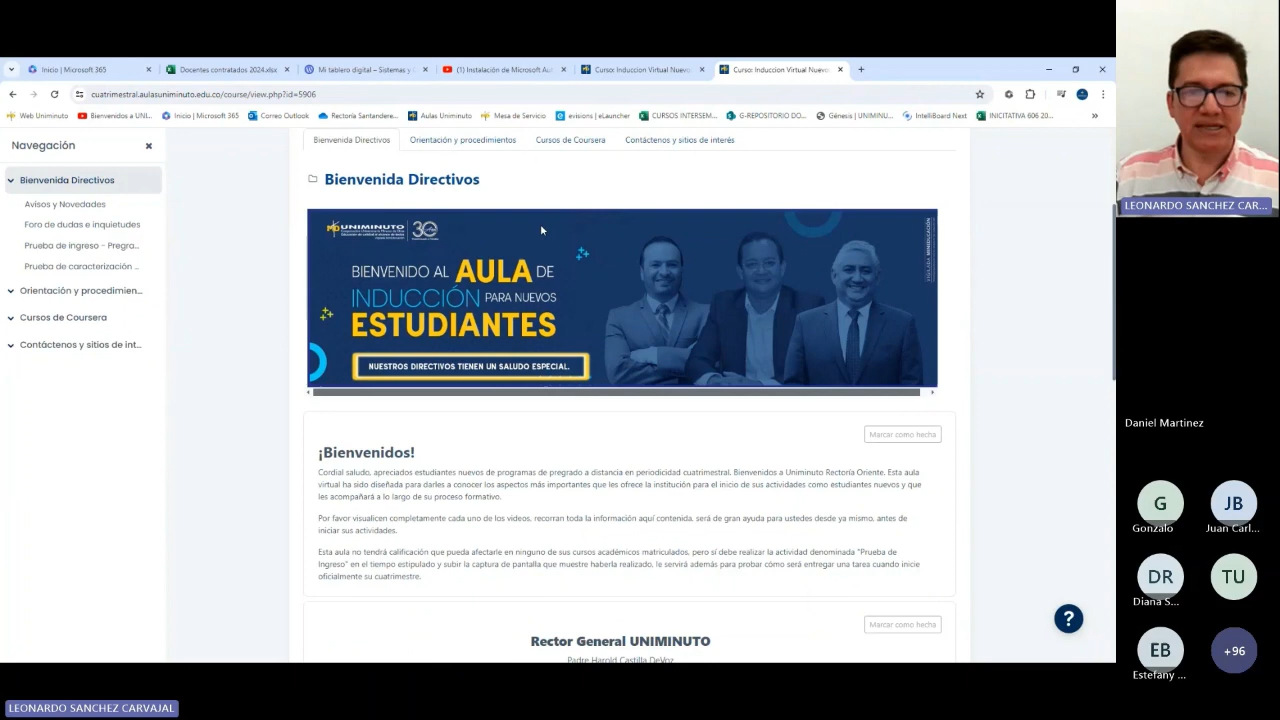 Inicio | Microsoft 365
Docentes contratados 2024.xlsx
Mi tablero digital – Sistemas y
(1) Instalación de Microsoft Au
Curso: Induccion Virtual Nuevo
Curso: Induccion Virtual Nuevo
cuatrimestral.aulasuniminuto.edu.co/course/view.php?id=5906
Web Uniminuto
Bienvenidos a UNI...
Inicio | Microsoft 365
Correo Outlook
Rectoría Santandere...
Aulas Uniminuto
Mesa de Servicio
evisions | eLauncher
CURSOS INTERSEM...
G-REPOSITORIO DO...
Génesis | UNIMINU...
IntelliBoard Next
INICITATIVA 606 20...
Navegación
Bienvenida Directivos
Avisos y Novedades
Foro de dudas e inquietudes
Prueba de ingreso - Pregra...
Prueba de caracterización ...
Orientación y procedimien...
Cursos de Coursera
Contáctenos y sitios de int...
Bienvenida Directivos
Orientación y procedimientos
Cursos de Coursera
Contáctenos y sitios de interés
Bienvenida Directivos
UNIMINUTO
30
BIENVENIDO AL AULA DE
INDUCCIÓN PARA NUEVOS
ESTUDIANTES
NUESTROS DIRECTIVOS TIENEN UN SALUDO ESPECIAL.
VIGILADA MINEDUCACIÓN
Marcar como hecha
¡Bienvenidos!
Cordial saludo, apreciados estudiantes nuevos de programas de pregrado a distancia en periodicidad cuatrimestral. Bienvenidos a Uniminuto Rectoría Oriente. Esta aula
virtual ha sido diseñada para darles a conocer los aspectos más importantes que les ofrece la institución para el inicio de sus actividades como estudiantes nuevos y que
les acompañará a lo largo de su proceso formativo.
Por favor visualicen completamente cada uno de los videos, recorran toda la información aquí contenida, será de gran ayuda para ustedes desde ya mismo, antes de
iniciar sus actividades.
Esta aula no tendrá calificación que pueda afectarle en ninguno de sus cursos académicos matriculados, pero sí debe realizar la actividad denominada "Prueba de
Ingreso" en el tiempo estipulado y subir la captura de pantalla que muestre haberla realizado, le servirá además para probar cómo será entregar una tarea cuando inicie
oficialmente su cuatrimestre.
Marcar como hecha
Rector General UNIMINUTO
Padre Harold Castilla DeVoz
?
LEONARDO SANCHEZ CAR...
Daniel Martinez
G
Gonzalo
JB
Juan Carl...
DR
Diana S...
TU
EB
Estefany ...
+96
LEONARDO SANCHEZ CARVAJAL